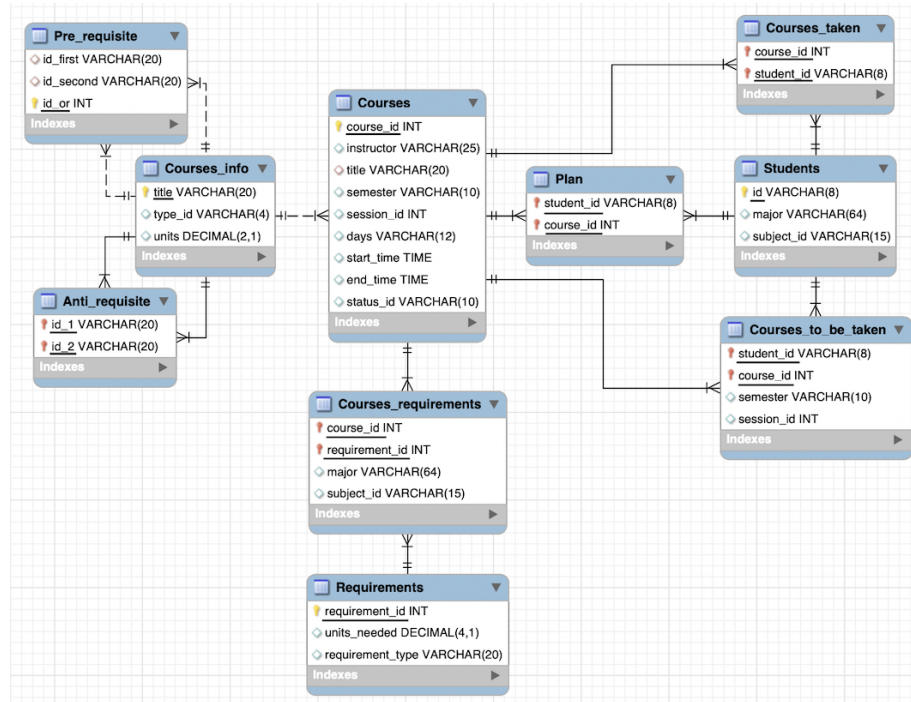 Pre_requisite
id_first VARCHAR(20)
id_second VARCHAR(20)
id_or INT
Indexes
Courses_info
title VARCHAR(20)
type_id VARCHAR(4)
units DECIMAL(2,1)
Indexes
Anti_requisite
id_1 VARCHAR(20)
id_2 VARCHAR(20)
Indexes
Courses
course_id INT
instructor VARCHAR(25)
title VARCHAR(20)
semester VARCHAR(10)
session_id INT
days VARCHAR(12)
start_time TIME
end_time TIME
status_id VARCHAR(10)
Indexes
Courses_requirements
course_id INT
requirement_id INT
major VARCHAR(64)
subject_id VARCHAR(15)
Indexes
Requirements
requirement_id INT
units_needed DECIMAL(4,1)
requirement_type VARCHAR(20)
Indexes
Plan
student_id VARCHAR(8)
course_id INT
Indexes
Courses_taken
course_id INT
student_id VARCHAR(8)
Indexes
Students
id VARCHAR(8)
major VARCHAR(64)
subject_id VARCHAR(15)
Indexes
Courses_to_be_taken
student_id VARCHAR(8)
course_id INT
semester VARCHAR(10)
session_id INT
Indexes